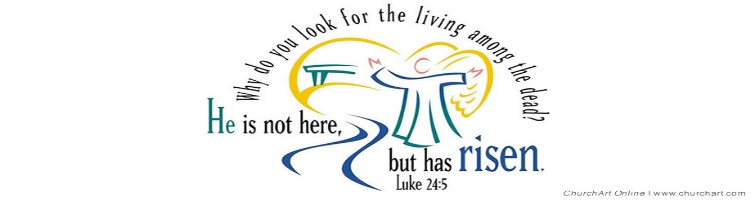 Why do you look for the living among the dead?
He is not here,
but has risen.
Luke 24:5
ChurchArt Online | www.churchart.com